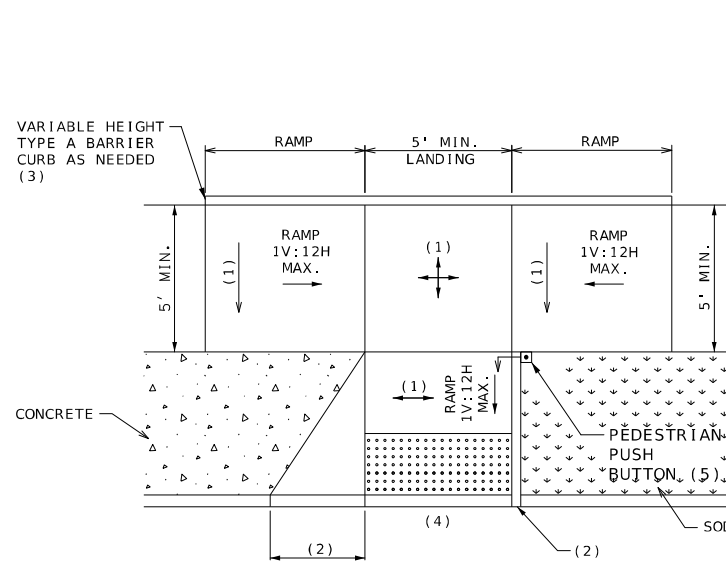 VARIABLE HEIGHT
TYPE A BARRIER
CURB AS NEEDED
(3)
RAMP
5' MIN.
LANDING
RAMP
5' MIN.
(1)
RAMP
1V:12H
MAX.
(1)
(1)
RAMP
1V:12H
MAX.
5' MIN.
CONCRETE
(1)
RAMP
1V:12H
MAX.
PEDESTRIAN
PUSH
BUTTON (5)
(4)
(2)
(2)